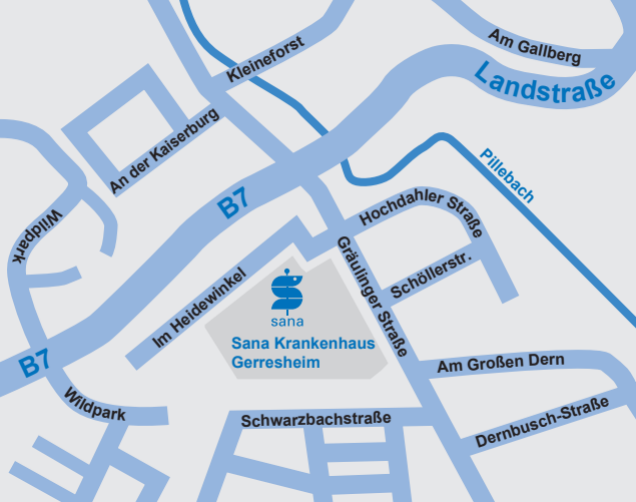 Am Gallberg
Kleineforst
Landstraße
An der Kaiserburg
Pillebach
B7
Hochdahler Straße
Wildpark
Gräulinger Straße
Schöllerstr.
Im Heidewinkel
sana
Sana Krankenhaus
Gerresheim
B7
Am Großen Dern
Wildpark
Schwarzbachstraße
Dernbusch-Straße